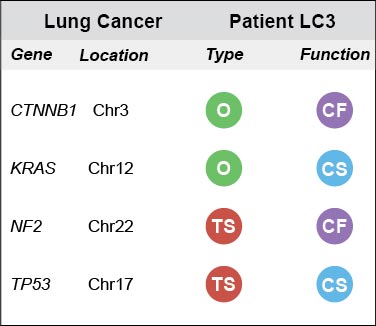 Lung Cancer Patient LC3
Gene Location Type Function
CTNNB1 Chr3 O CF
KRAS Chr12 O CS
NF2 Chr22 TS CF
TP53 Chr17 TS CS